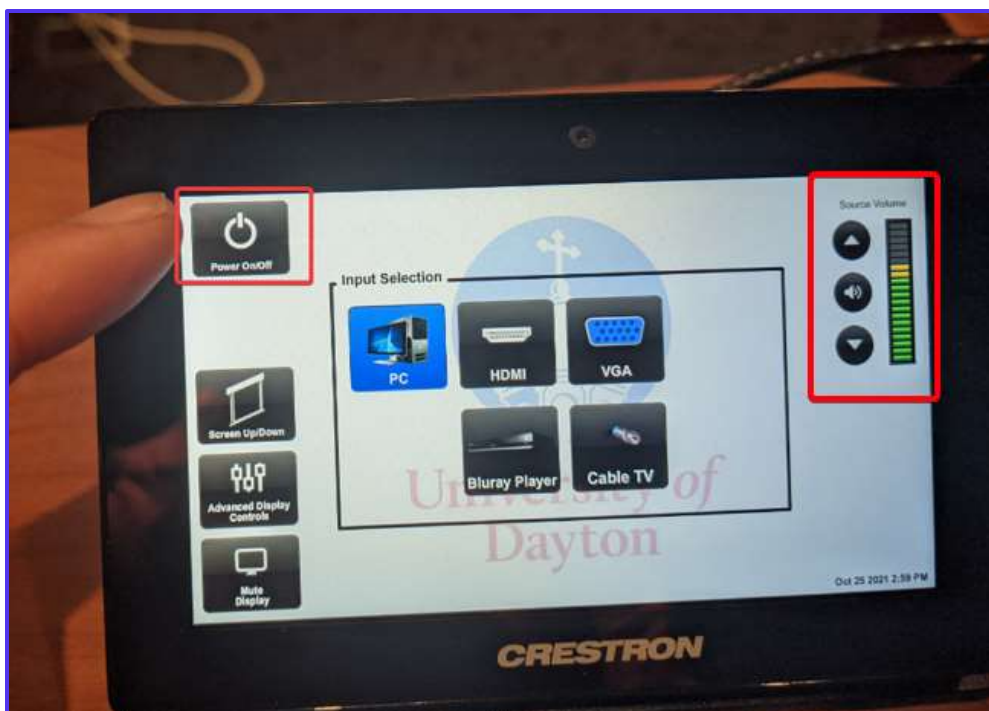 Source Volume
Power On/Off
Input Selection
PC
HDMI
VGA
Screen Up/Down
Bluray Player
Cable TV
Advanced Display
Controls
University of
Dayton
Mute
Display
Oct 25 2021 2:59 PM
CRESTRON